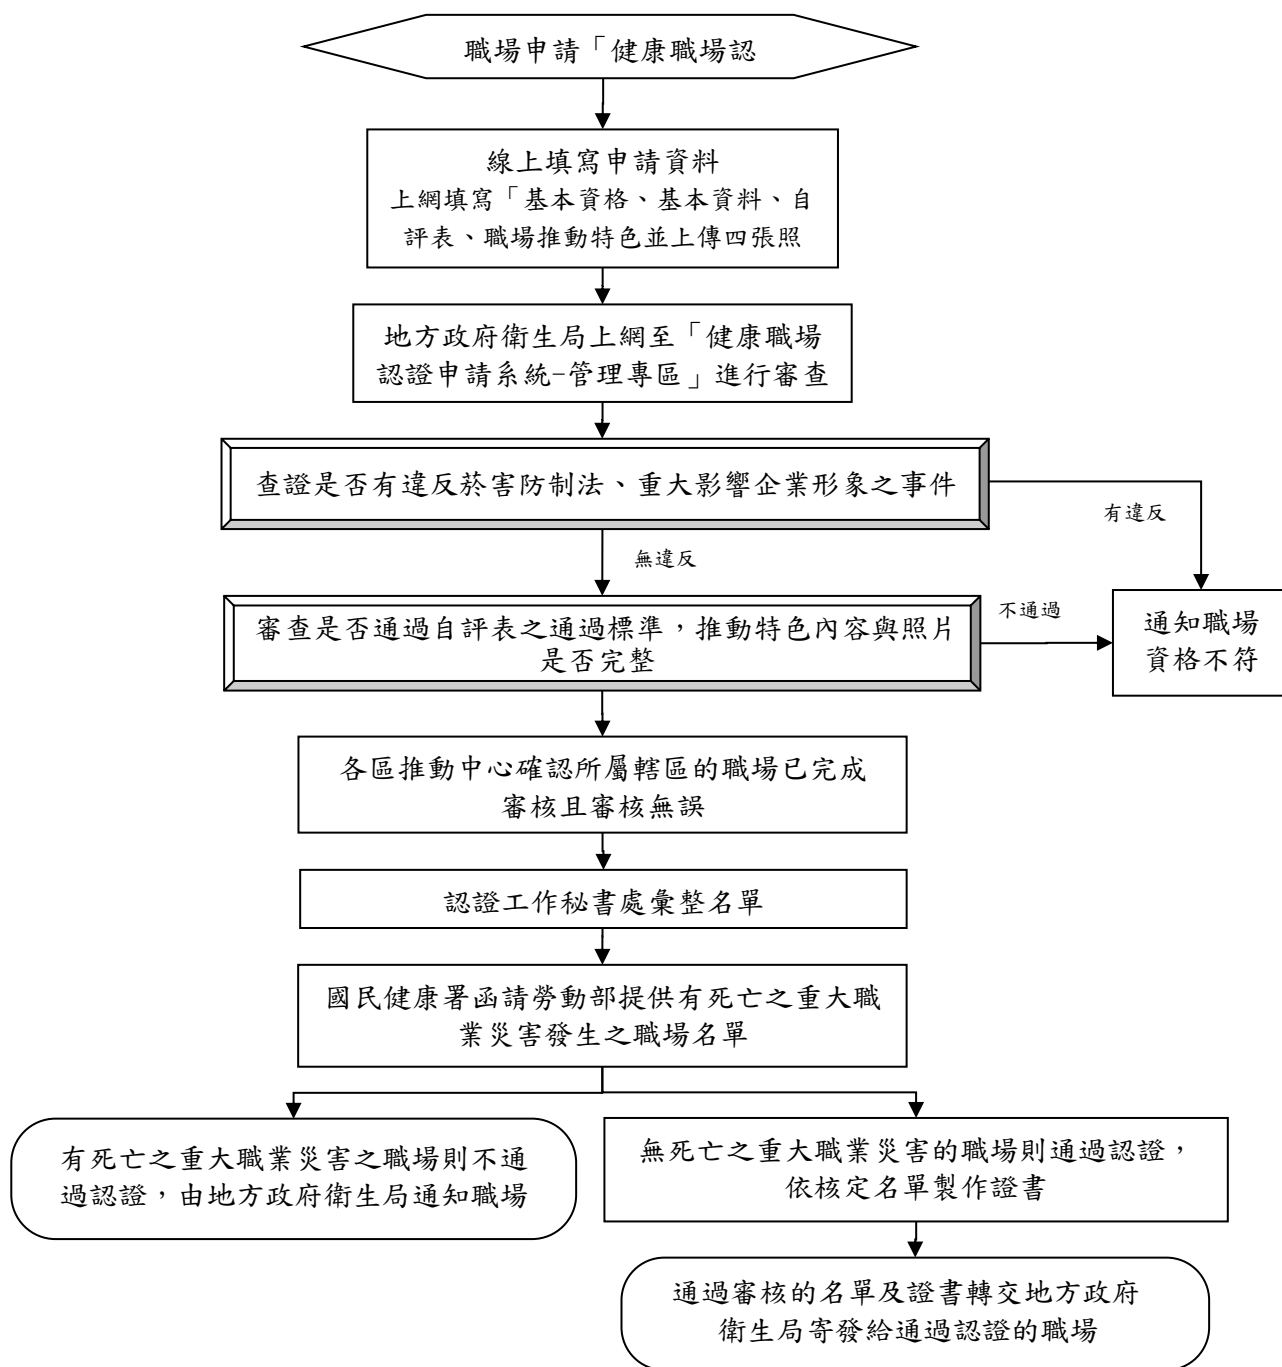 職場申請「健康職場認
線上填寫申請資料
上網填寫「基本資格、基本資料、自
評表、職場推動特色並上傳四張照
地方政府衛生局上網至「健康職場
認證申請系統-管理專區」進行審查
查證是否有違反菸害防制法、重大影響企業形象之事件
有違反
無違反
審查是否通過自評表之通過標準，推動特色內容與照片
是否完整
不通過
通知職場
資格不符
各區推動中心確認所屬轄區的職場已完成
審核且審核無誤
認證工作秘書處彙整名單
國民健康署函請勞動部提供有死亡之重大職
業災害發生之職場名單
有死亡之重大職業災害之職場則不通
過認證，由地方政府衛生局通知職場
無死亡之重大職業災害的職場則通過認證，
依核定名單製作證書
通過審核的名單及證書轉交地方政府
衛生局寄發給通過認證的職場